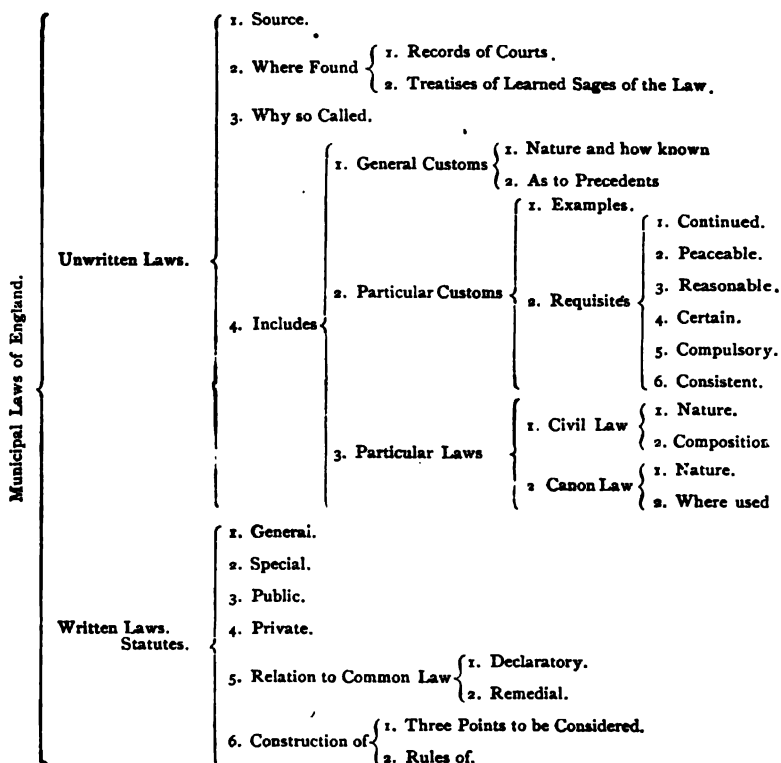 Municipal Laws of England.
Unwritten Laws.
1. Source.
2. Where Found
1. Records of Courts.
2. Treatises of Learned Sages of the Law.
3. Why so Called.
4. Includes
1. General Customs
1. Nature and how known
2. As to Precedents
2. Particular Customs
1. Examples.
2. Requisites
1. Continued.
2. Peaceable.
3. Reasonable.
4. Certain.
5. Compulsory.
6. Consistent.
3. Particular Laws
1. Civil Law
1. Nature.
2. Composition
2 Canon Law
1. Nature.
2. Where used
Written Laws.
Statutes.
1. General.
2. Special.
3. Public.
4. Private.
5. Relation to Common Law
1. Declaratory.
2. Remedial.
6. Construction of
1. Three Points to be Considered.
2. Rules of.